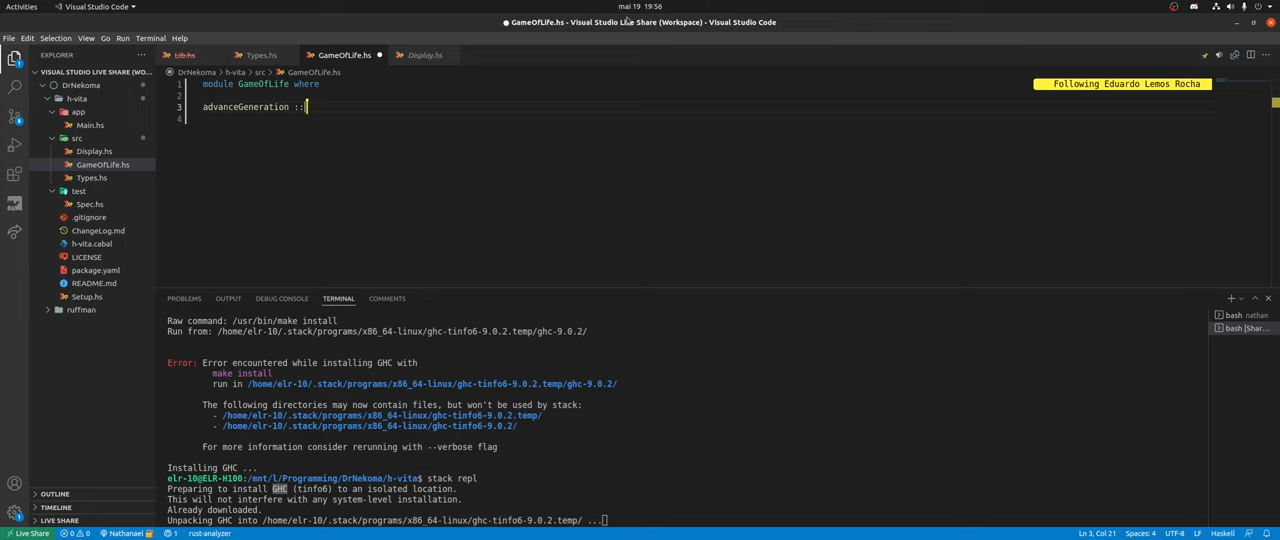 Activities
Visual Studio Code
mai 19 19:56
● GameOfLife.hs - Visual Studio Live Share (Workspace) - Visual Studio Code
File Edit Selection View Go Run Terminal Help
EXPLORER
Lib.hs
Types.hs
GameOfLife.hs
Display.hs
VISUAL STUDIO LIVE SHARE (WO...
DrNekoma > h-vita > src > GameOfLife.hs
DrNekoma
h-vita
app
Main.hs
src
Display.hs
GameOfLife.hs
Types.hs
test
Spec.hs
.gitignore
ChangeLog.md
h-vita.cabal
LICENSE
package.yaml
README.md
Setup.hs
ruffman
OUTLINE
TIMELINE
LIVE SHARE
1 module GameOfLife where
Following Eduardo Lemos Rocha
2
3 advanceGeneration ::
4
PROBLEMS OUTPUT DEBUG CONSOLE TERMINAL COMMENTS
Raw command: /usr/bin/make install
Run from: /home/elr-10/.stack/programs/x86_64-linux/ghc-tinfo6-9.0.2.temp/ghc-9.0.2/
Error: Error encountered while installing GHC with
make install
run in /home/elr-10/.stack/programs/x86_64-linux/ghc-tinfo6-9.0.2.temp/ghc-9.0.2/
The following directories may now contain files, but won't be used by stack:
- /home/elr-10/.stack/programs/x86_64-linux/ghc-tinfo6-9.0.2.temp/
- /home/elr-10/.stack/programs/x86_64-linux/ghc-tinfo6-9.0.2/
For more information consider rerunning with --verbose flag
Installing GHC ...
elr-10@ELR-H100:/mnt/l/Programming/DrNekoma/h-vita$ stack repl
Preparing to install GHC (tinfo6) to an isolated location.
This will not interfere with any system-level installation.
Already downloaded.
Unpacking GHC into /home/elr-10/.stack/programs/x86_64-linux/ghc-tinfo6-9.0.2.temp/ ...
bash nathan
bash [Shar...
Live Share
0 0
Nathanael
1
rust-analyzer
Ln 3, Col 21
Spaces: 4
UTF-8
LF
Haskell